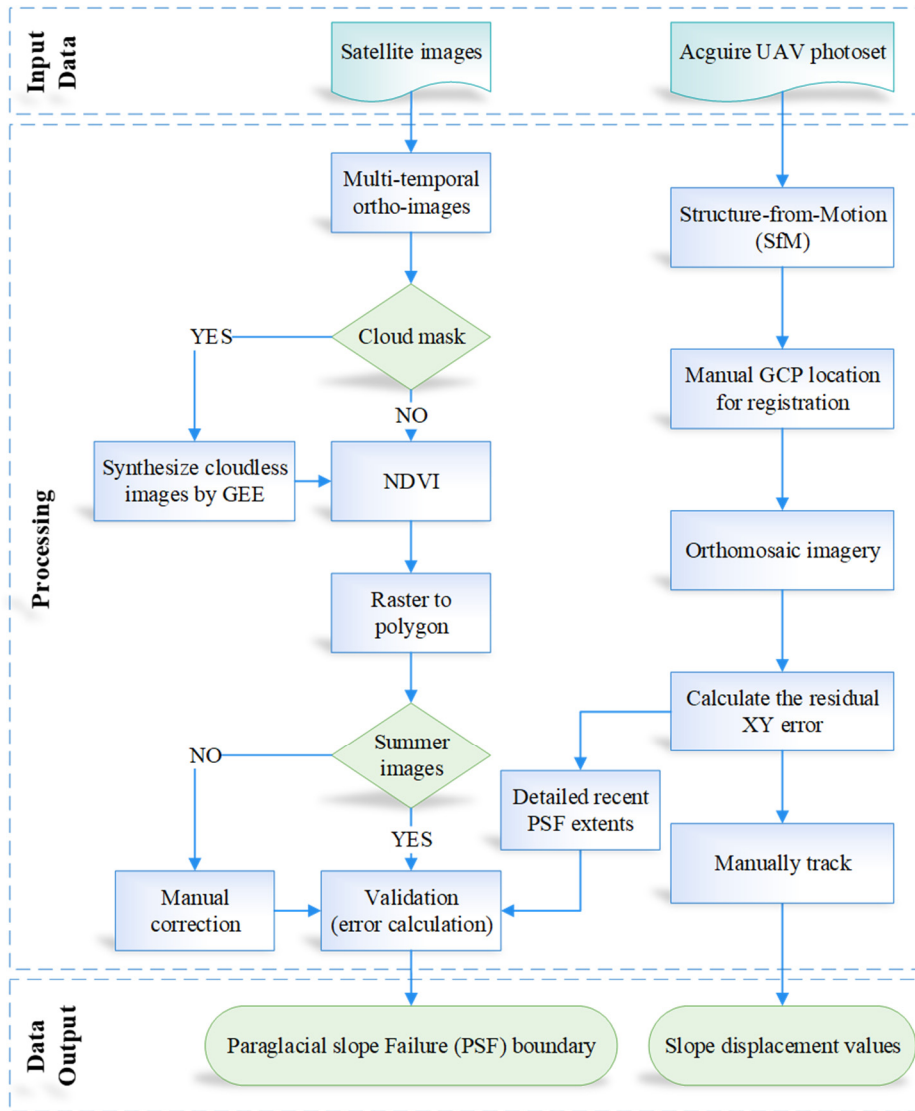 Input
Data
Satellite images
Acquire UAV photoset
Processing
Multi-temporal
ortho-images
Structure-from-Motion
(SfM)
Cloud mask
YES
NO
Manual GCP location
for registration
Synthesize cloudless
images by GEE
NDVI
Orthomosaic imagery
Raster to
polygon
Calculate the residual
XY error
Summer
images
NO
YES
Detailed recent
PSF extents
Manually track
Manual
correction
Validation
(error calculation)
Data
Output
Paraglacial slope Failure (PSF) boundary
Slope displacement values